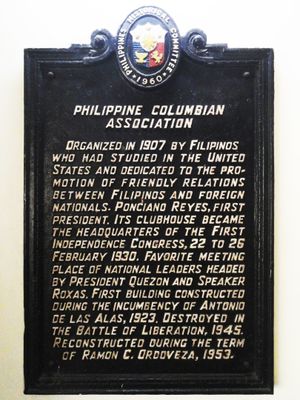 PHILIPPINES HISTORICAL COMMITTEE
1960
PHILIPPINE COLUMBIAN
ASSOCIATION
ORGANIZED IN 1907 BY FILIPINOS
WHO HAD STUDIED IN THE UNITED
STATES AND DEDICATED TO THE PRO-
MOTION OF FRIENDLY RELATIONS
BETWEEN FILIPINOS AND FOREIGN
NATIONALS. PONCIANO REYES, FIRST
PRESIDENT. ITS CLUBHOUSE BECAME
THE HEADQUARTERS OF THE FIRST
INDEPENDENCE CONGRESS, 22 TO 26
FEBRUARY 1930. FAVORITE MEETING
PLACE OF NATIONAL LEADERS HEADED
BY PRESIDENT QUEZON AND SPEAKER
ROXAS. FIRST BUILDING CONSTRUCTED
DURING THE INCUMBENCY OF ANTONIO
DE LAS ALAS, 1923. DESTROYED IN
THE BATTLE OF LIBERATION, 1945.
RECONSTRUCTED DURING THE TERM
OF RAMON C. ORDOVEZA, 1953.